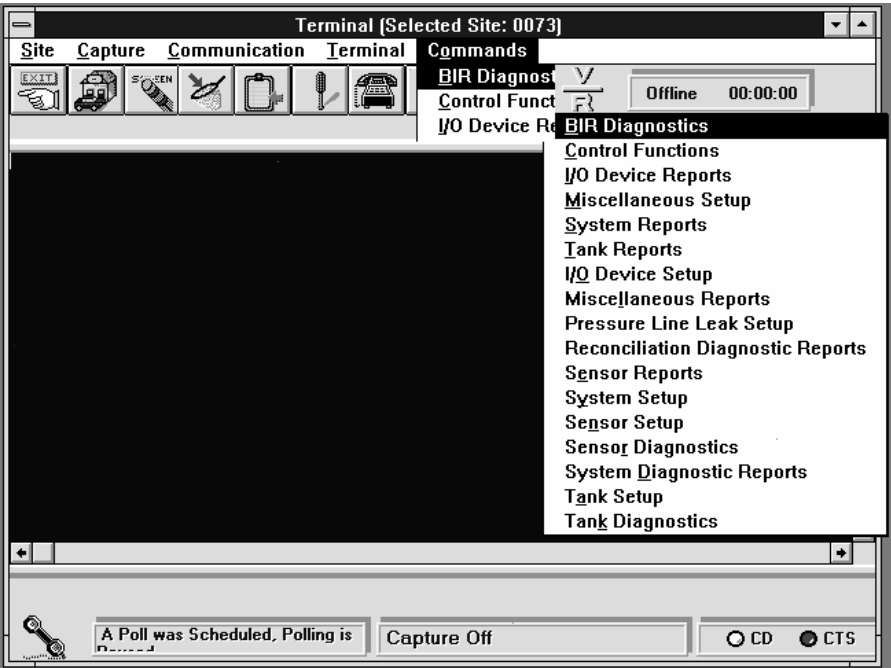 Terminal (Selected Site: 0073)
Site Capture Communication Terminal Commands
EXIT
BIR Diagnost
Control Funct
I/O Device Re
Offline 00:00:00
BIR Diagnostics
Control Functions
I/O Device Reports
Miscellaneous Setup
System Reports
Tank Reports
I/O Device Setup
Miscellaneous Reports
Pressure Line Leak Setup
Reconciliation Diagnostic Reports
Sensor Reports
System Setup
Sensor Setup
Sensor Diagnostics
System Diagnostic Reports
Tank Setup
Tank Diagnostics
A Poll was Scheduled, Polling is
Capture Off
CD CTS